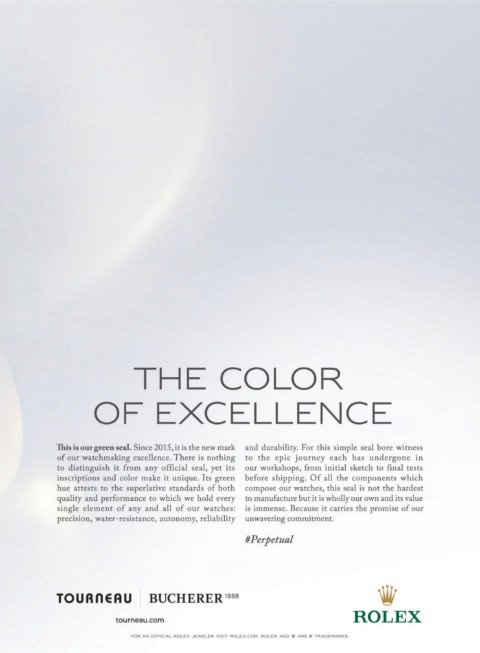 THE COLOR
OF EXCELLENCE
This is our green seal. Since 2015, it is the new mark
of our watchmaking excellence. There is nothing
to distinguish it from any official seal, yet its
inscriptions and color make it unique. Its green
hue attests to the superlative standards of both
quality and performance to which we hold every
single element of any and all of our watches:
precision, water-resistance, autonomy, reliability
and durability. For this simple seal bore witness
to the epic journey each has undergone in
our workshops, from initial sketch to final tests
before shipping. Of all the components which
compose our watches, this seal is not the hardest
to manufacture but it is wholly our own and its value
is immense. Because it carries the promise of our
unwavering commitment.
#Perpetual
TOURNEAU | BUCHERER 1888
tourneau.com
ROLEX
FOR AN OFFICIAL ROLEX JEWELER VISIT ROLEX.COM. ROLEX AND ♛ ARE ® TRADEMARKS.